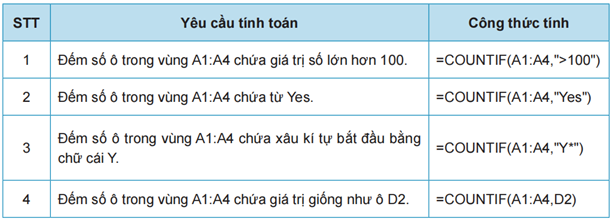 STT Yêu cầu tính toán Công thức tính
1 Đếm số ô trong vùng A1:A4 chứa giá trị số lớn hơn 100. =COUNTIF(A1:A4,">100")
2 Đếm số ô trong vùng A1:A4 chứa từ Yes. =COUNTIF(A1:A4,"Yes")
3 Đếm số ô trong vùng A1:A4 chứa xâu kí tự bắt đầu bằng
chữ cái Y. =COUNTIF(A1:A4,"Y*")
4 Đếm số ô trong vùng A1:A4 chứa giá trị giống như ô D2. =COUNTIF(A1:A4,D2)